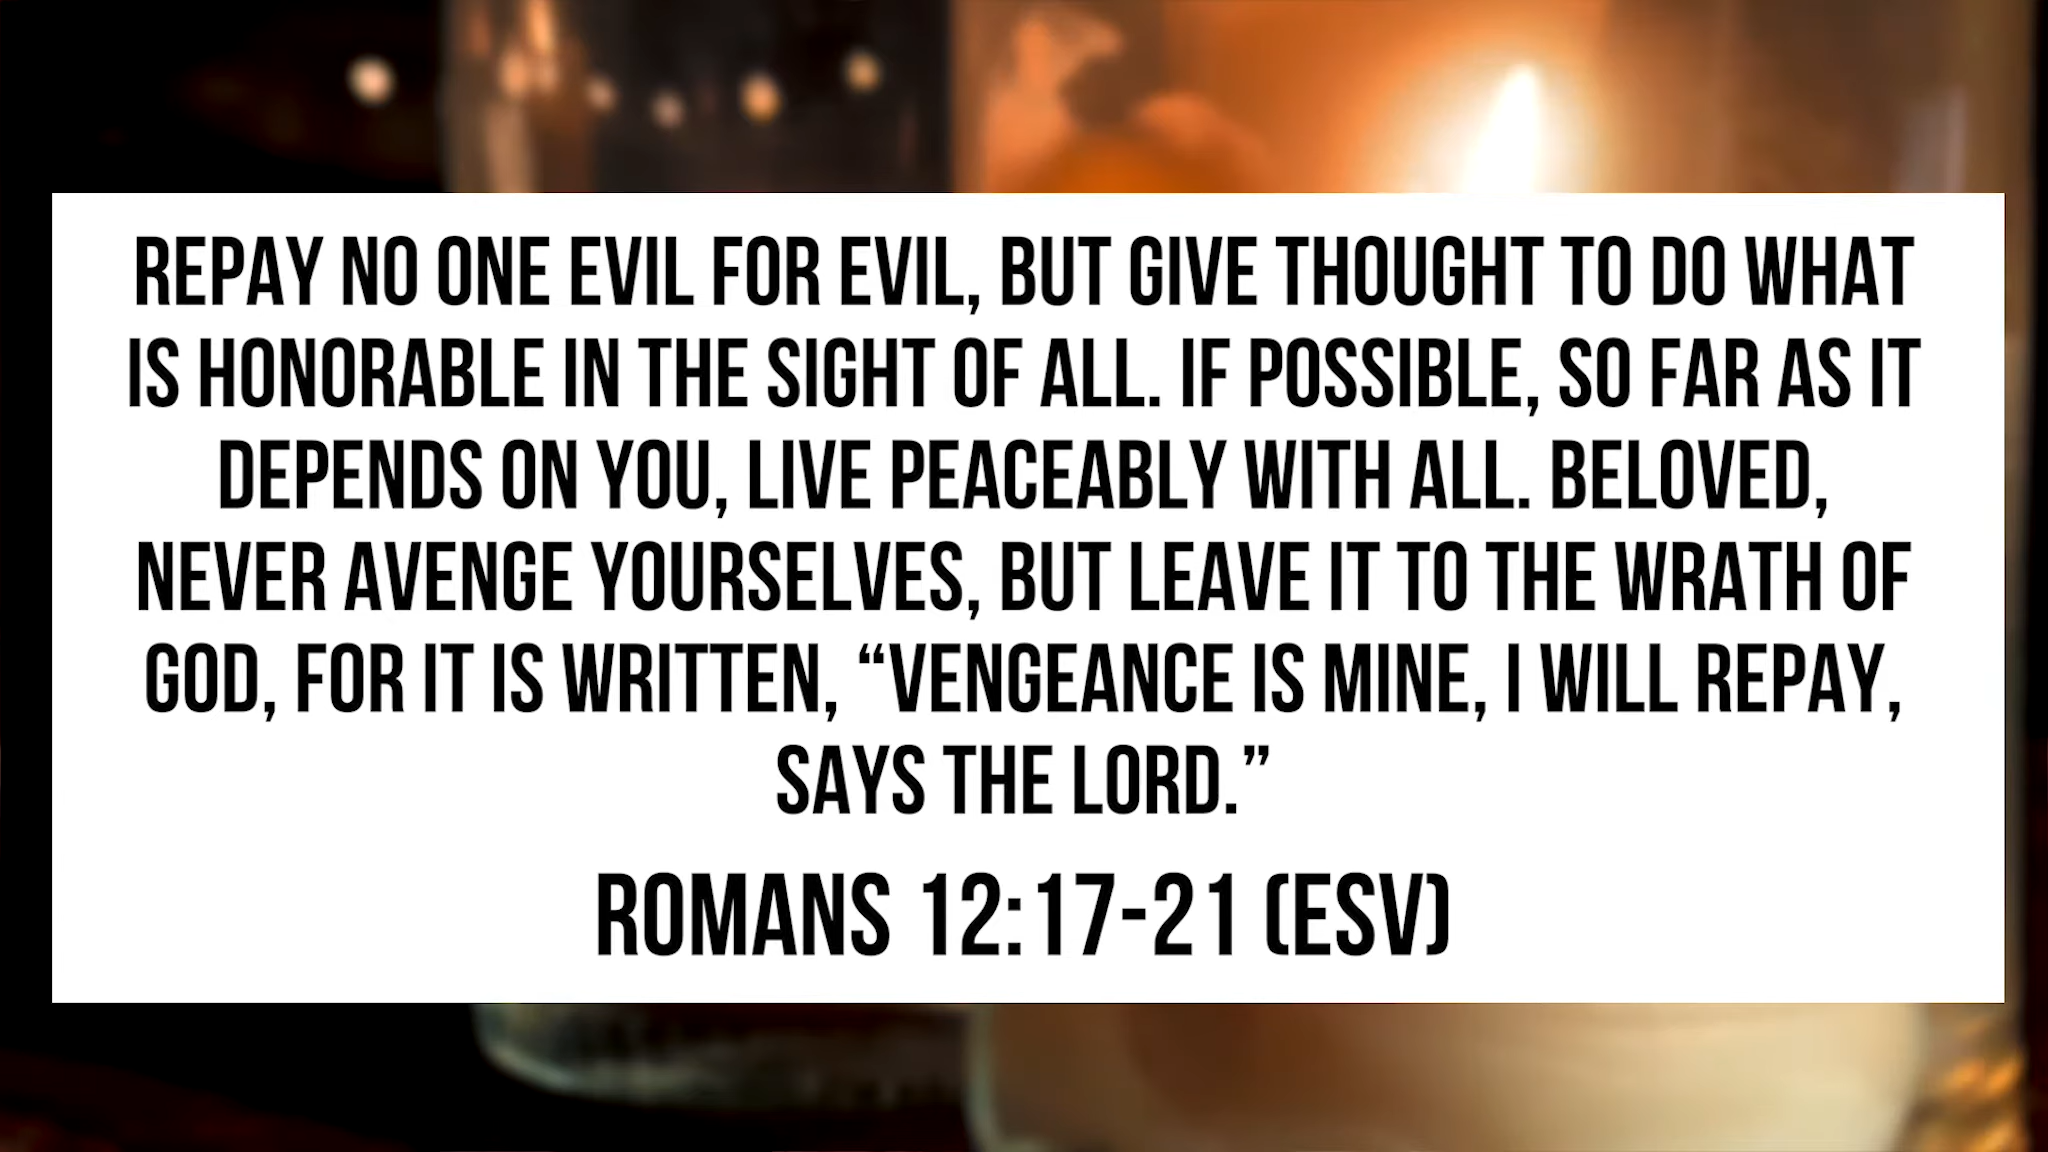 REPAY NO ONE EVIL FOR EVIL, BUT GIVE THOUGHT TO DO WHAT
IS HONORABLE IN THE SIGHT OF ALL. IF POSSIBLE, SO FAR AS IT
DEPENDS ON YOU, LIVE PEACEABLY WITH ALL. BELOVED,
NEVER AVENGE YOURSELVES, BUT LEAVE IT TO THE WRATH OF
GOD, FOR IT IS WRITTEN, “VENGEANCE IS MINE, I WILL REPAY,
SAYS THE LORD.”
ROMANS 12:17-21 (ESV)